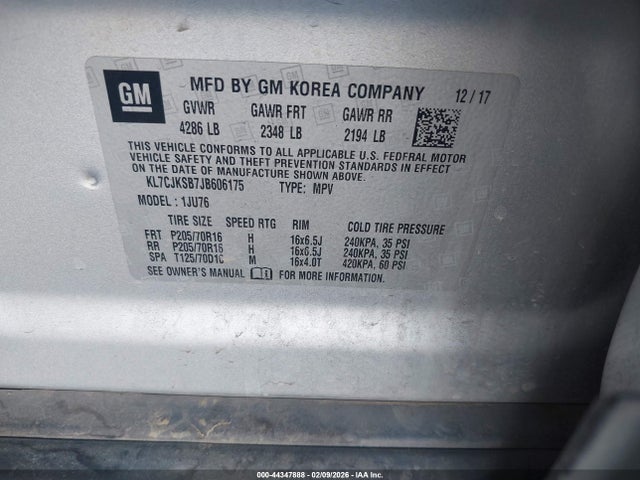 GM
MFD BY GM KOREA COMPANY 12 / 17
GVWR GAWR FRT GAWR RR
4286 LB 2348 LB 2194 LB
THIS VEHICLE CONFORMS TO ALL APPLICABLE U.S. FEDERAL MOTOR
VEHICLE SAFETY AND THEFT PREVENTION STANDARDS IN EFFECT
ON THE DATE OF MANUFACTURE SHOWN ABOVE.
KL7CJKSB7JB606175 TYPE: MPV
MODEL: 1JU76
TIRE SIZE SPEED RTG RIM COLD TIRE PRESSURE
FRT P205/70R16 H 16x6.5J 240KPA, 35 PSI
RR P205/70R16 H 16x6.5J 240KPA, 35 PSI
SPA T125/70D16 M 16x4.0T 420KPA, 60 PSI
SEE OWNER'S MANUAL FOR MORE INFORMATION.
000-44347888 - 02/09/2026 - IAA Inc.